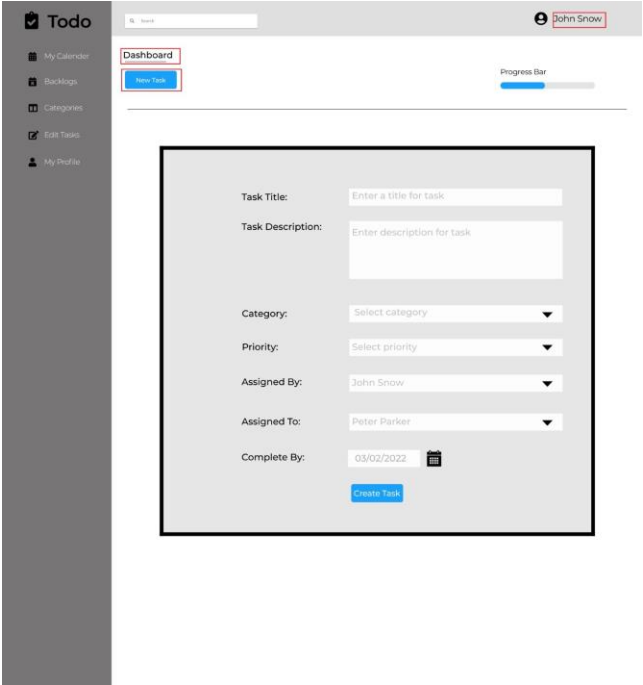 Todo
Search
John Snow
My Calender
Backlogs
Categories
Edit Tasks
My Profile
Dashboard
New Task
Progress Bar
Task Title:
Enter a title for task
Task Description:
Enter description for task
Category:
Select category
Priority:
Select priority
Assigned By:
John Snow
Assigned To:
Peter Parker
Complete By:
03/02/2022
Create Task